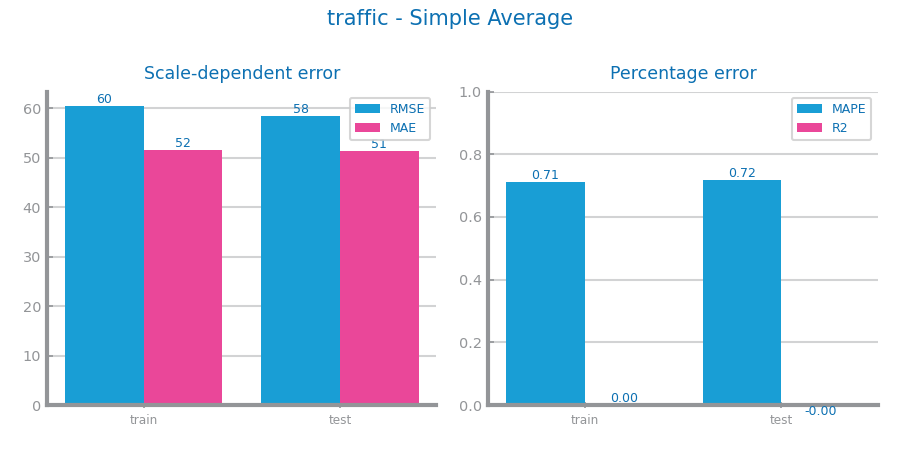 traffic - Simple Average
Scale-dependent error
60
50
40
30
20
10
0
60
52
58
51
RMSE
MAE
train
test
Percentage error
1.0
0.8
0.6
0.4
0.2
0.0
0.71
0.00
0.72
-0.00
MAPE
R2
train
test